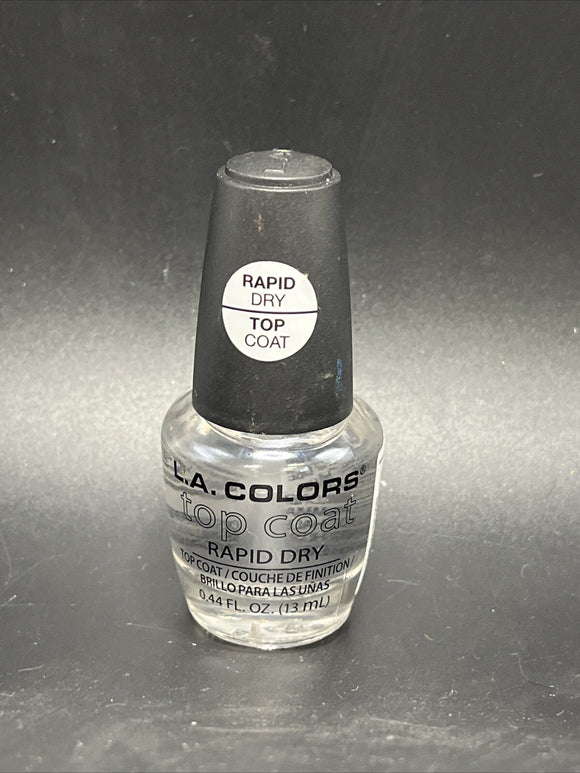 RAPID
DRY
TOP
COAT
L.A. COLORS®
top coat
RAPID DRY
TOP COAT / COUCHE DE FINITION /
BRILLO PARA LAS UÑAS
0.44 FL. OZ. (13 mL)